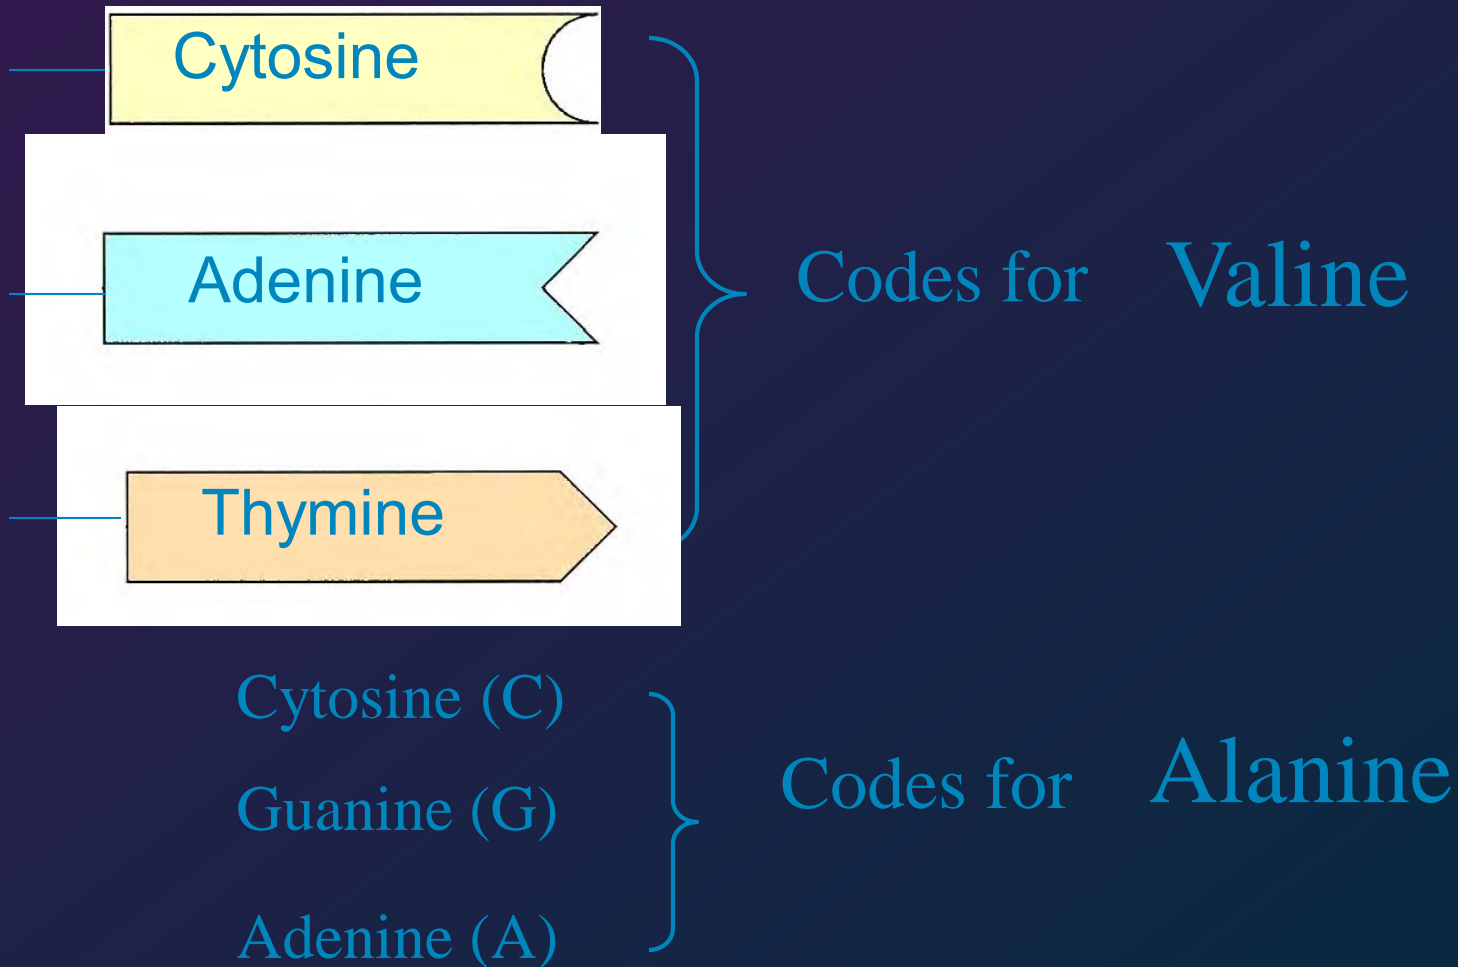 Cytosine
Adenine
Codes for Valine
Thymine
Cytosine (C)
Guanine (G)
Codes for Alanine
Adenine (A)